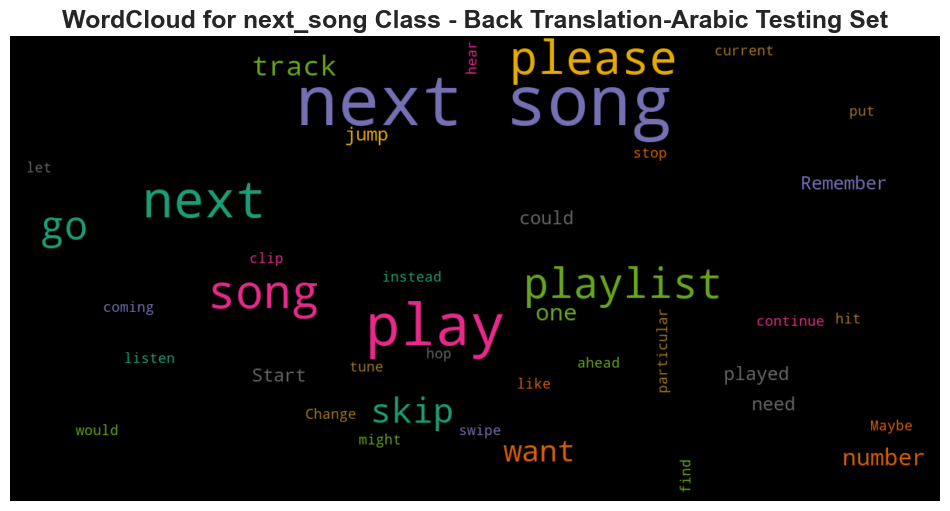 WordCloud for next_song Class - Back Translation-Arabic Testing Set
track
hear
please
current
next song
jump
put
stop
let
Remember
next
go
could
clip
song
instead
playlist
coming
one
play
particular
continue
hit
listen
hop
tune
ahead
Start
like
played
need
Change
skip
would
might
swipe
want
Maybe
number
find